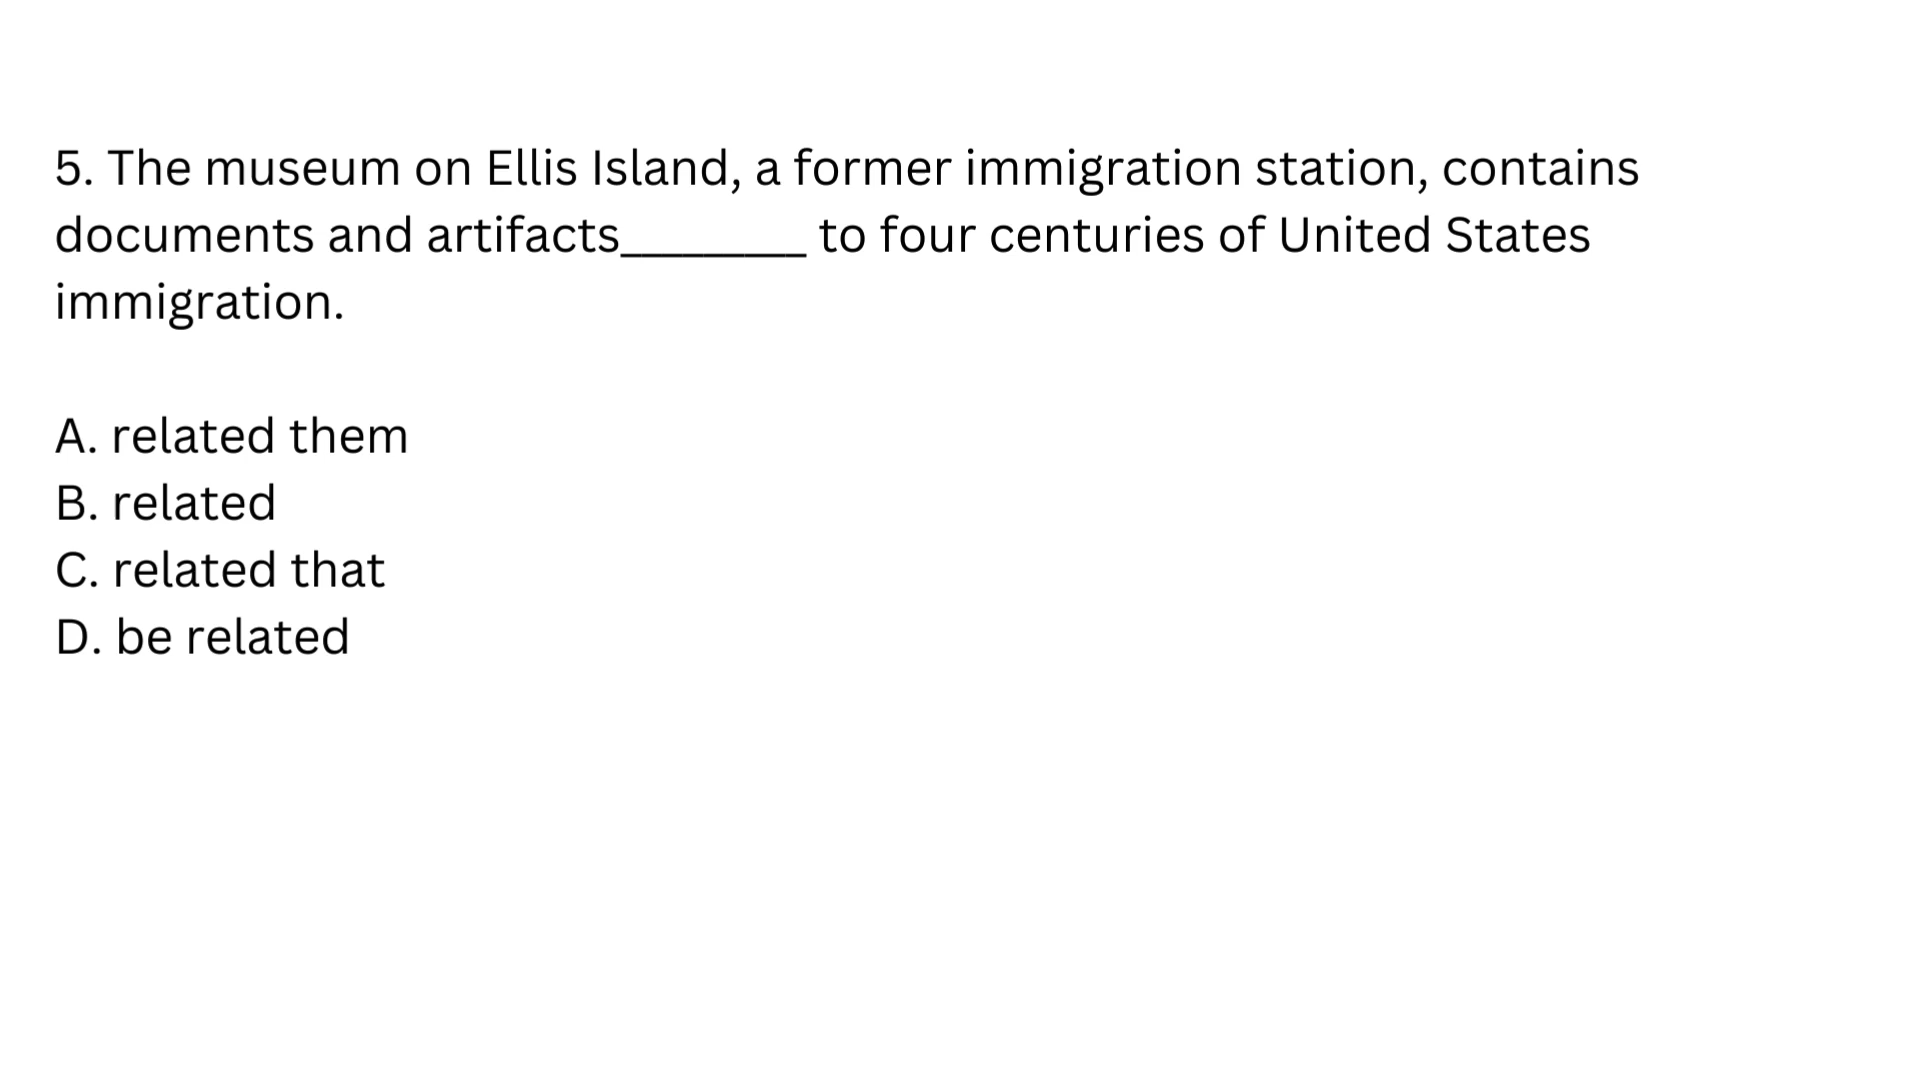 5. The museum on Ellis Island, a former immigration station, contains
documents and artifacts_________ to four centuries of United States
immigration.
A. related them
B. related
C. related that
D. be related